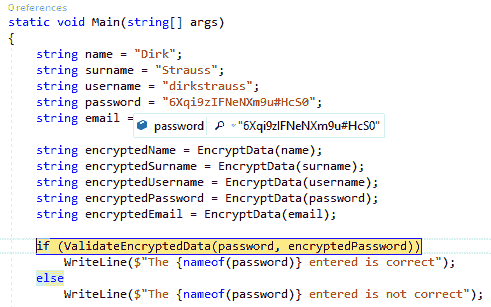 0 references
static void Main(string[] args)
{
string name = "Dirk";
string surname = "Strauss";
string username = "dirkstrauss";
string password = "6Xqi9zIFNeNXm9u#HcS0";
string email =
password "6Xqi9zIFNeNXm9u#HcS0"
string encryptedName = EncryptData(name);
string encryptedSurname = EncryptData(surname);
string encryptedUsername = EncryptData(username);
string encryptedPassword = EncryptData(password);
string encryptedEmail = EncryptData(email);
if (ValidateEncryptedData(password, encryptedPassword))
WriteLine($"The {nameof(password)} entered is correct");
else
WriteLine($"The {nameof(password)} entered is not correct");